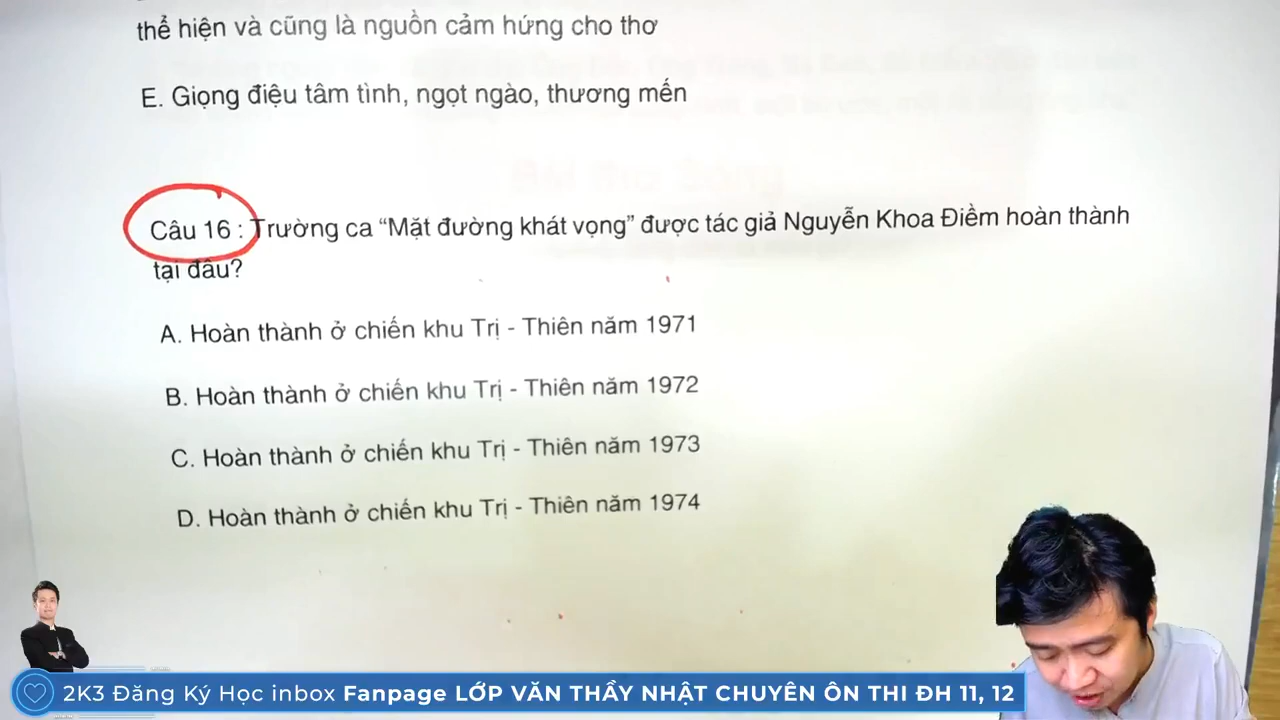 thể hiện và cũng là nguồn cảm hứng cho thơ
E. Giọng điệu tâm tình, ngọt ngào, thương mến
Câu 16 : Trường ca “Mặt đường khát vọng” được tác giả Nguyễn Khoa Điềm hoàn thành
tại đâu?
A. Hoàn thành ở chiến khu Trị - Thiên năm 1971
B. Hoàn thành ở chiến khu Trị - Thiên năm 1972
C. Hoàn thành ở chiến khu Trị - Thiên năm 1973
D. Hoàn thành ở chiến khu Trị - Thiên năm 1974
2K3 Đăng Ký Học inbox Fanpage LỚP VĂN THẦY NHẬT CHUYÊN ÔN THI ĐH 11, 12